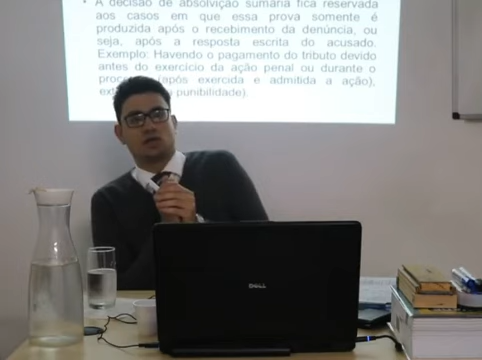 • A decisão de absolvição sumária fica reservada
aos casos em que essa prova somente é
produzida após o recebimento da denúncia, ou
seja, após a resposta escrita do acusado.
Exemplo: Havendo o pagamento do tributo devido
antes do exercício da ação penal ou durante o
(após exercida e admitida a ação),
punibilidade).
DELL